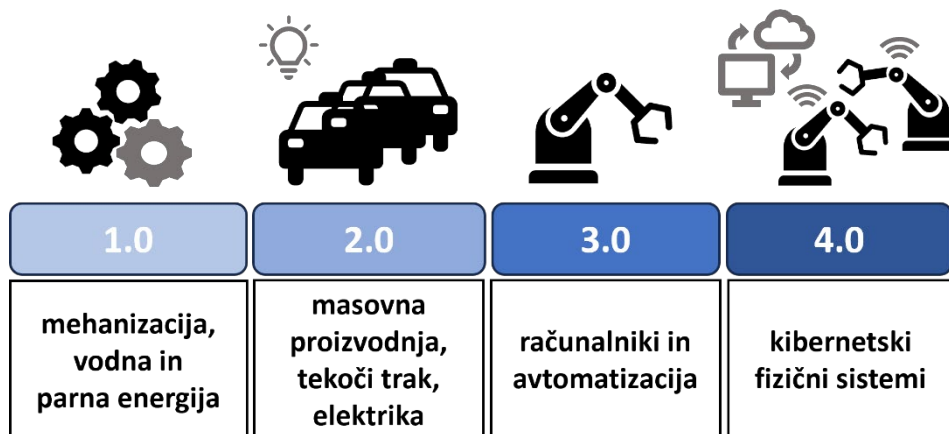 1.0
mehanizacija,
vodna in
parna energija
2.0
masovna
proizvodnja,
tekoči trak,
elektrika
3.0
računalniki in
avtomatizacija
4.0
kibernetski
fizični sistemi